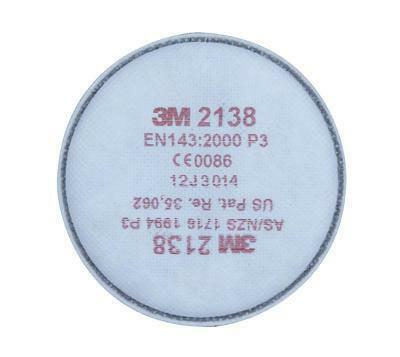 3M 2138
EN143:2000 P3
CE0086
12J3014
US Pat. Re. 35,062
AS/NZS 1716 1994 P3
3M 2138